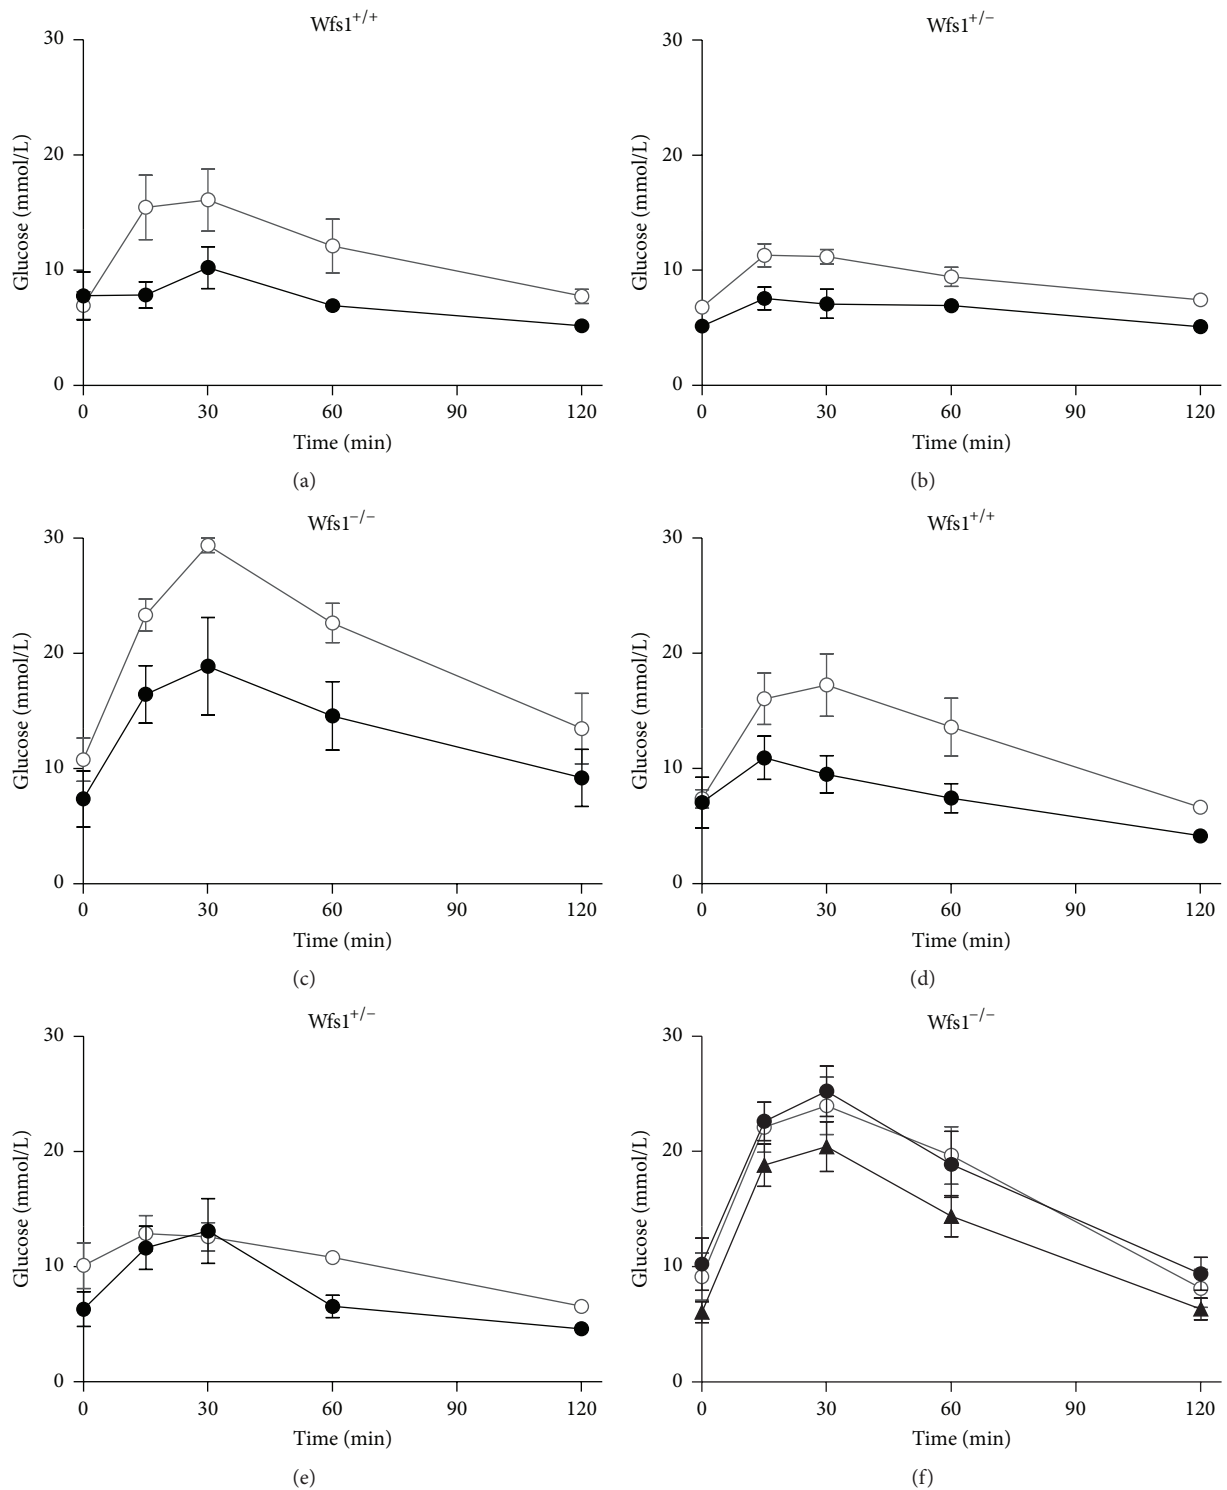 Wfs1+/+
30
20
10
0
Glucose (mmol/L)
0 30 60 90 120
Time (min)
(a)
Wfs1+/−
30
20
10
0
Glucose (mmol/L)
0 30 60 90 120
Time (min)
(b)
Wfs1−/−
30
20
10
0
Glucose (mmol/L)
0 30 60 90 120
Time (min)
(c)
Wfs1+/+
30
20
10
0
Glucose (mmol/L)
0 30 60 90 120
Time (min)
(d)
Wfs1+/−
30
20
10
0
Glucose (mmol/L)
0 30 60 90 120
Time (min)
(e)
Wfs1−/−
30
20
10
0
Glucose (mmol/L)
0 30 60 90 120
Time (min)
(f)